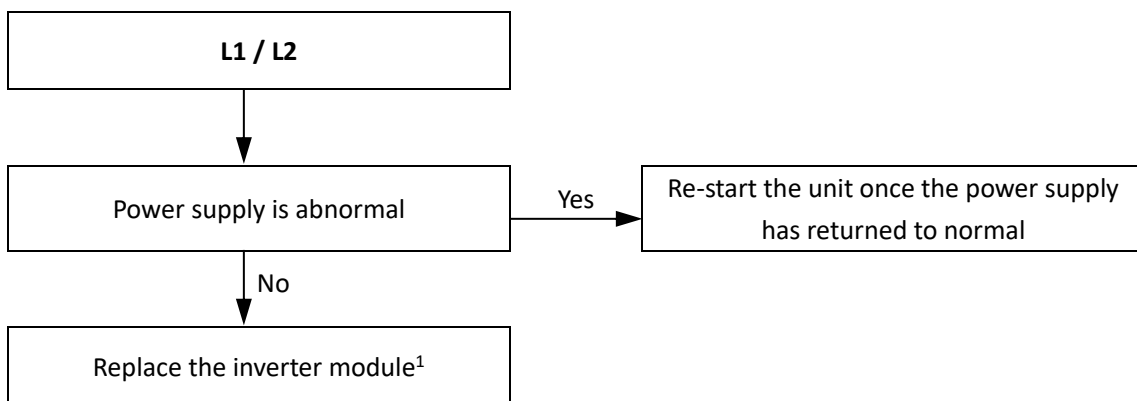 L1 / L2
Power supply is abnormal
Yes
Re-start the unit once the power supply
has returned to normal
No
Replace the inverter module¹